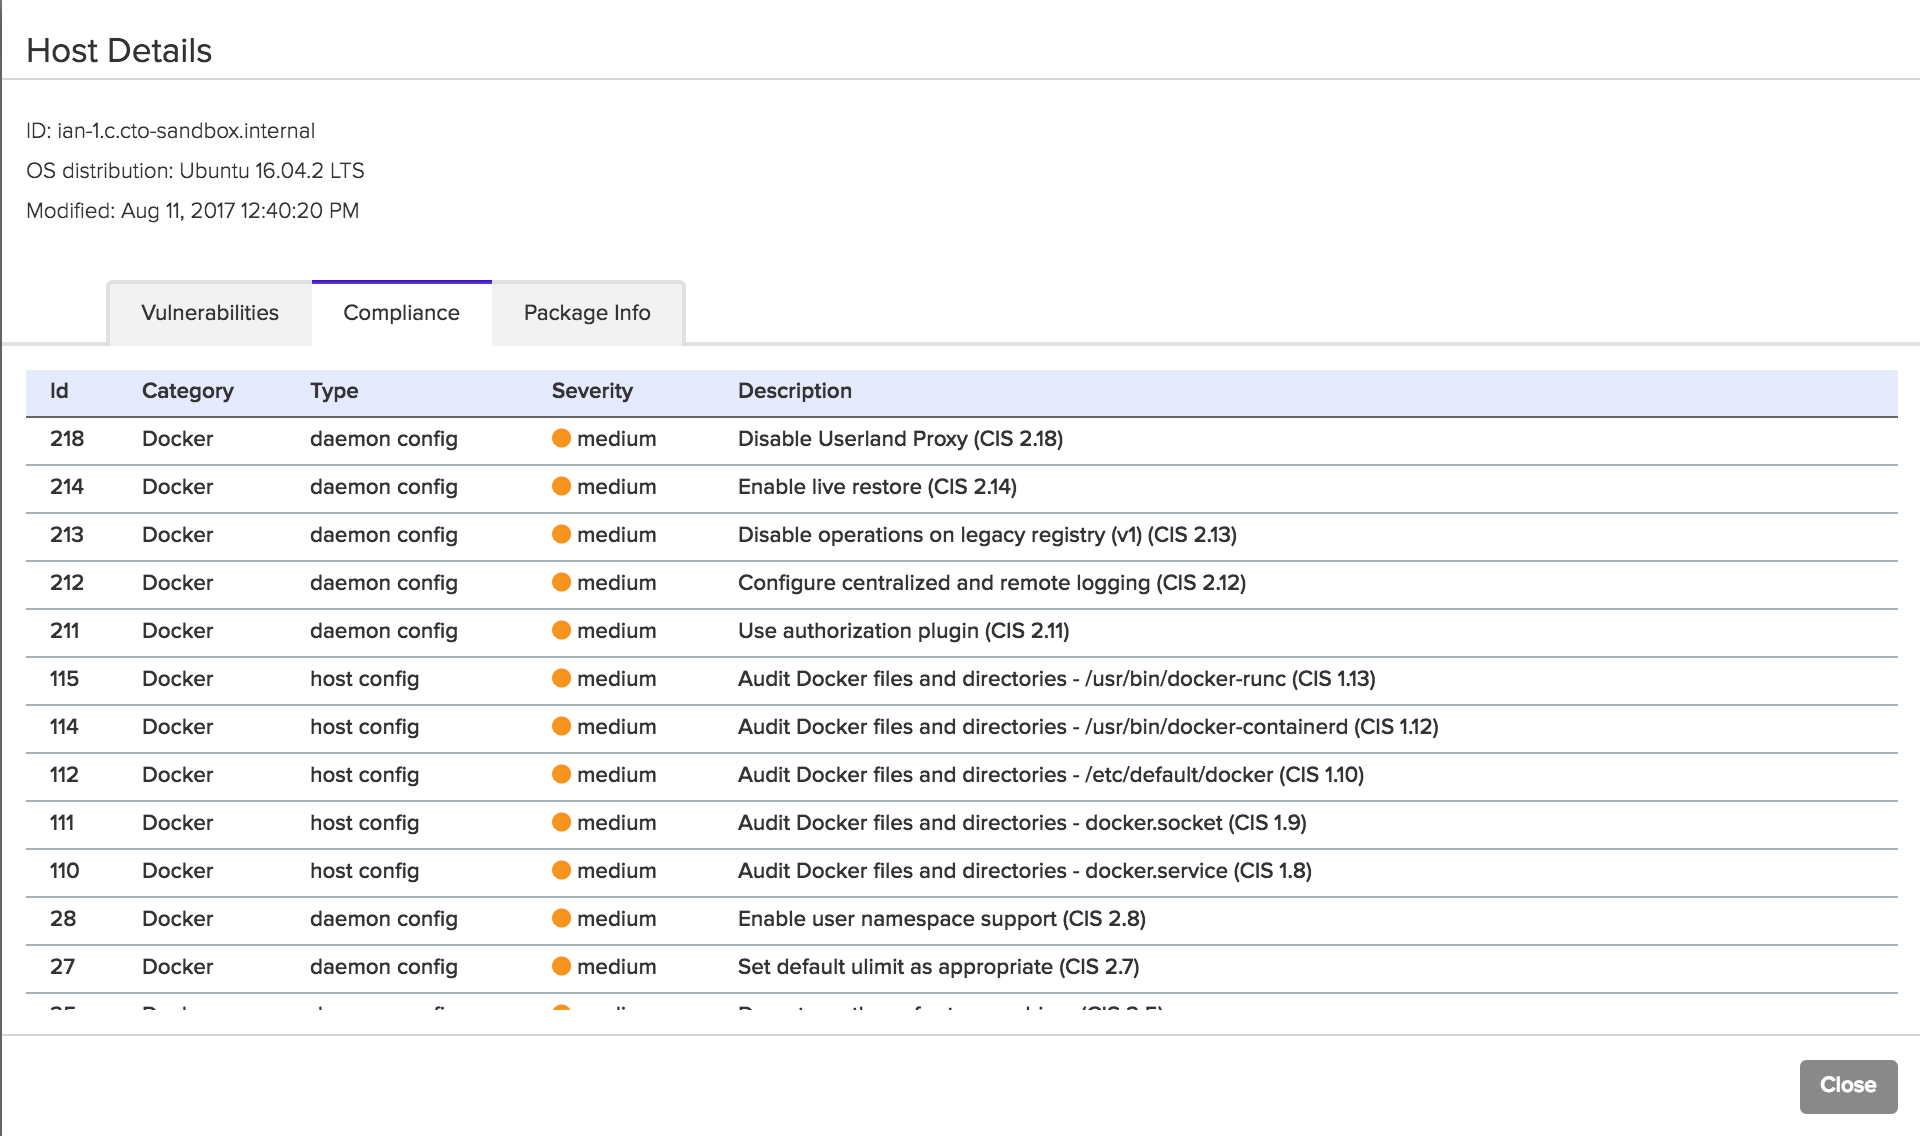 Host Details
ID: ian-1.c.cto-sandbox.internal
OS distribution: Ubuntu 16.04.2 LTS
Modified: Aug 11, 2017 12:40:20 PM
Vulnerabilities Compliance Package Info
Id Category Type Severity Description
218 Docker daemon config medium Disable Userland Proxy (CIS 2.18)
214 Docker daemon config medium Enable live restore (CIS 2.14)
213 Docker daemon config medium Disable operations on legacy registry (v1) (CIS 2.13)
212 Docker daemon config medium Configure centralized and remote logging (CIS 2.12)
211 Docker daemon config medium Use authorization plugin (CIS 2.11)
115 Docker host config medium Audit Docker files and directories - /usr/bin/docker-runc (CIS 1.13)
114 Docker host config medium Audit Docker files and directories - /usr/bin/docker-containerd (CIS 1.12)
112 Docker host config medium Audit Docker files and directories - /etc/default/docker (CIS 1.10)
111 Docker host config medium Audit Docker files and directories - docker.socket (CIS 1.9)
110 Docker host config medium Audit Docker files and directories - docker.service (CIS 1.8)
28 Docker daemon config medium Enable user namespace support (CIS 2.8)
27 Docker daemon config medium Set default ulimit as appropriate (CIS 2.7)
Close